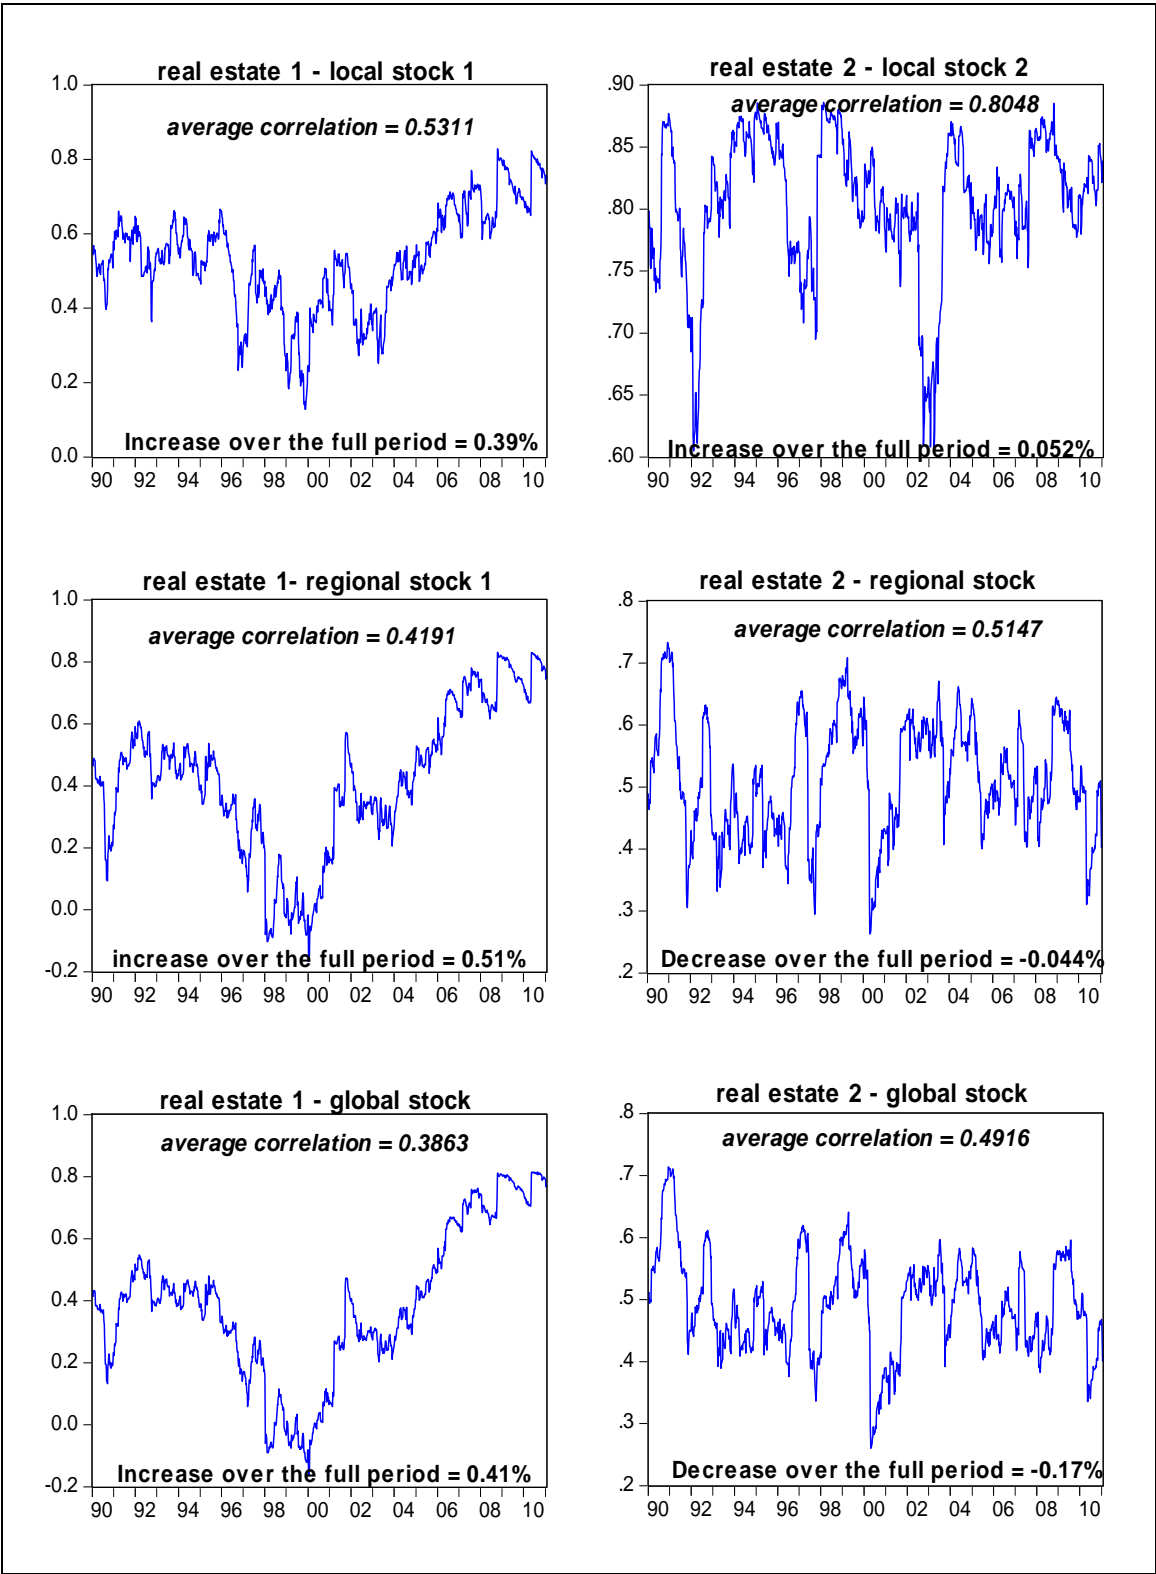 real estate 1 - local stock 1
average correlation = 0.5311
1.0
0.8
0.6
0.4
0.2
0.0
Increase over the full period = 0.39%
90 92 94 96 98 00 02 04 06 08 10
real estate 2 - local stock 2
average correlation = 0.8048
.90
.85
.80
.75
.70
.65
.60
Increase over the full period = 0.052%
90 92 94 96 98 00 02 04 06 08 10
real estate 1- regional stock 1
average correlation = 0.4191
1.0
0.8
0.6
0.4
0.2
0.0
-0.2
increase over the full period = 0.51%
90 92 94 96 98 00 02 04 06 08 10
real estate 2 - regional stock
average correlation = 0.5147
.8
.7
.6
.5
.4
.3
.2
Decrease over the full period = -0.044%
90 92 94 96 98 00 02 04 06 08 10
real estate 1 - global stock
average correlation = 0.3863
1.0
0.8
0.6
0.4
0.2
0.0
-0.2
Increase over the full period = 0.41%
90 92 94 96 98 00 02 04 06 08 10
real estate 2 - global stock
average correlation = 0.4916
.8
.7
.6
.5
.4
.3
.2
Decrease over the full period = -0.17%
90 92 94 96 98 00 02 04 06 08 10